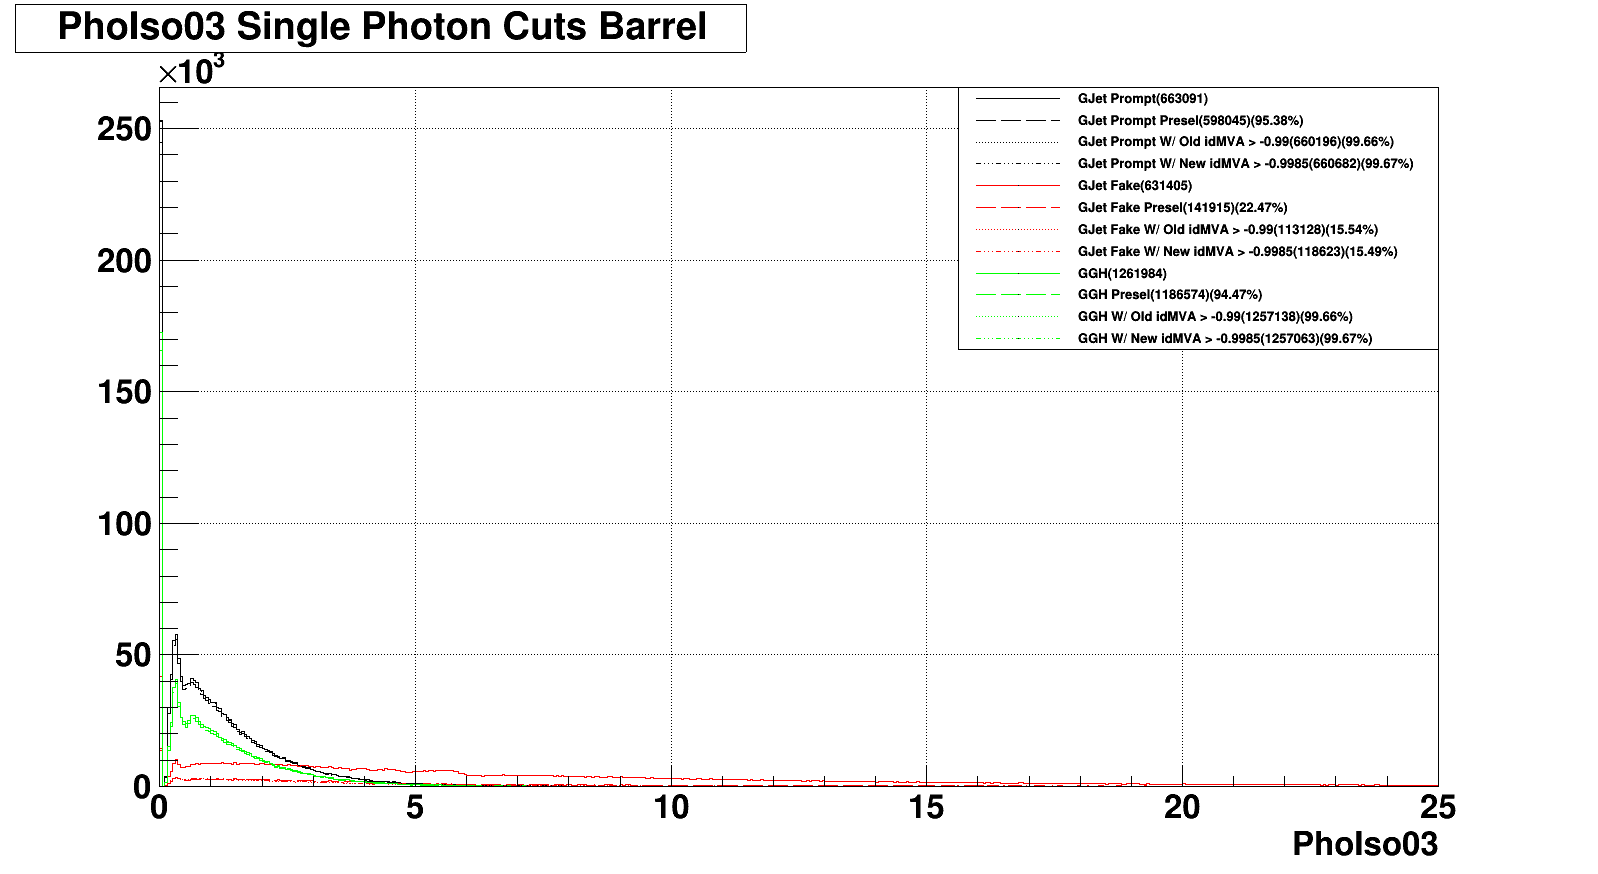 PhoIso03 Single Photon Cuts Barrel
×10³
GJet Prompt(663091)
GJet Prompt Presel(598045)(95.38%)
GJet Prompt W/ Old idMVA > -0.99(660196)(99.66%)
GJet Prompt W/ New idMVA > -0.9985(660682)(99.67%)
GJet Fake(631405)
GJet Fake Presel(141915)(22.47%)
GJet Fake W/ Old idMVA > -0.99(113128)(15.54%)
GJet Fake W/ New idMVA > -0.9985(118623)(15.49%)
GGH(1261984)
GGH Presel(1186574)(94.47%)
GGH W/ Old idMVA > -0.99(1257138)(99.66%)
GGH W/ New idMVA > -0.9985(1257063)(99.67%)
250
200
150
100
50
0
0 5 10 15 20 25
PhoIso03